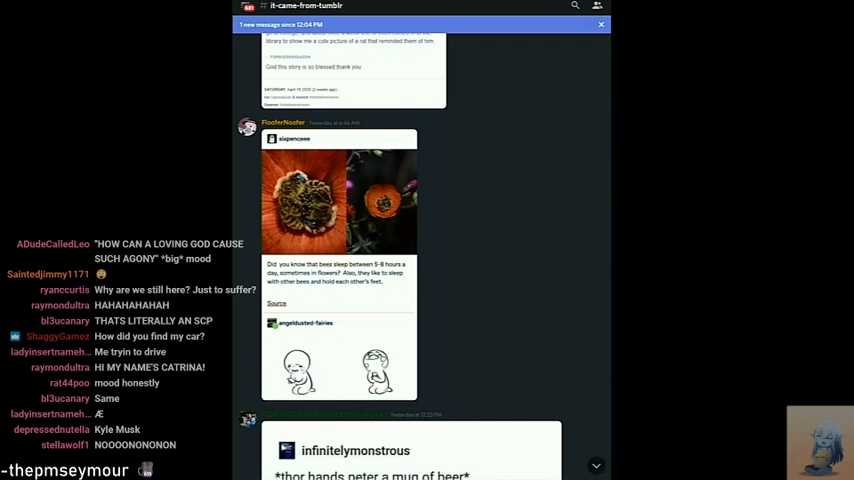 # it-came-from-tumblr
1 new message since 12:04 PM
library to show me a cute picture of a rat that reminded them of him.
God this story is so blessed thank you
FlooferNoofer Yesterday at 6:46 AM
sixpenceee
Did you know that bees sleep between 5-8 hours a
day, sometimes in flowers? Also, they like to sleep
with other bees and hold each other's feet.
Source
angeldusted-fairies
Yesterday at 12:23 PM
infinitelymonstrous
*thor hands peter a mug of beer*
ADudeCalledLeo "HOW CAN A LOVING GOD CAUSE
SUCH AGONY" *big* mood
Saintedjimmy1171
ryanccurtis Why are we still here? Just to suffer?
raymondultra HAHAHAHAHAH
bl3ucanary THATS LITERALLY AN SCP
ShaggyGamez How did you find my car?
ladyinsertnameh... Me tryin to drive
raymondultra HI MY NAME'S CATRINA!
rat44poo mood honestly
bl3ucanary Same
ladyinsertnameh... Æ
depressednutella Kyle Musk
stellawolf1 NOOOONONONON
-thepmseymour